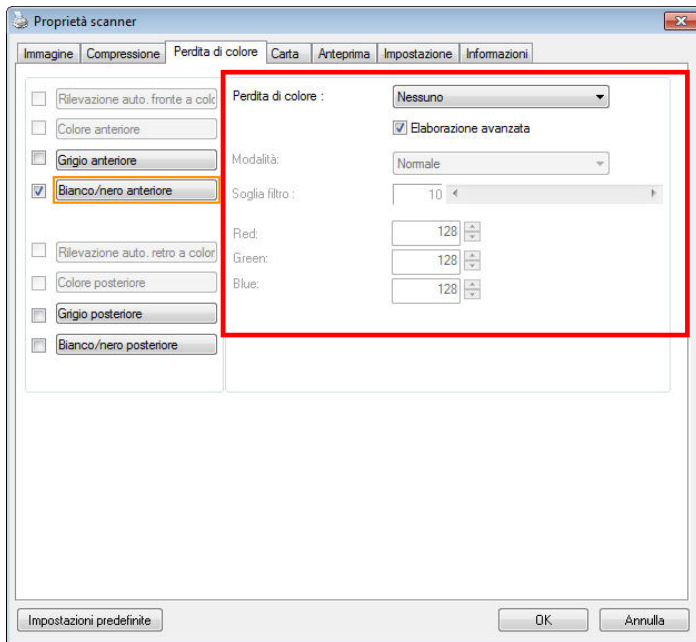 Proprietà scanner
Immagine Compressione Perdita di colore Carta Anteprima Impostazione Informazioni
Rilevazione auto. fronte a colo
Colore anteriore
Grigio anteriore
Bianco/nero anteriore
Rilevazione auto. retro a color
Colore posteriore
Grigio posteriore
Bianco/nero posteriore
Perdita di colore : Nessuno
Elaborazione avanzata
Modalità: Normale
Soglia filtro : 10
Red: 128
Green: 128
Blue: 128
Impostazioni predefinite OK Annulla